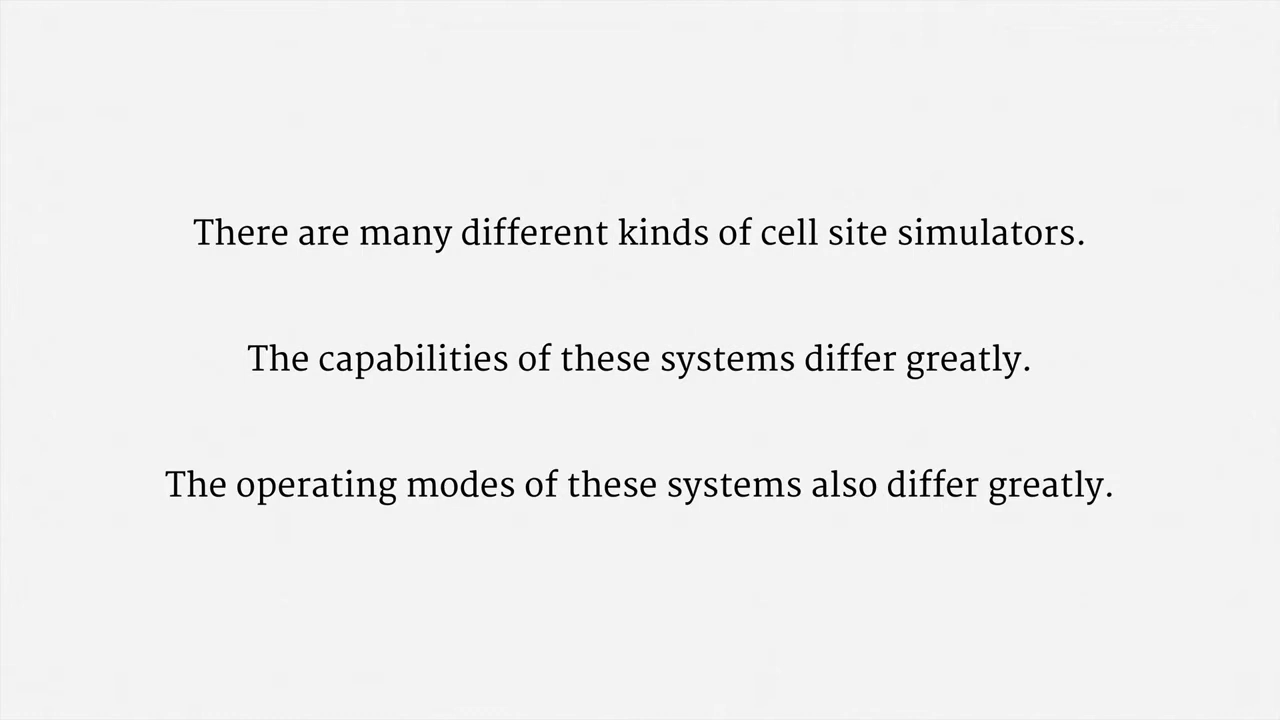 There are many different kinds of cell site simulators.
The capabilities of these systems differ greatly.
The operating modes of these systems also differ greatly.